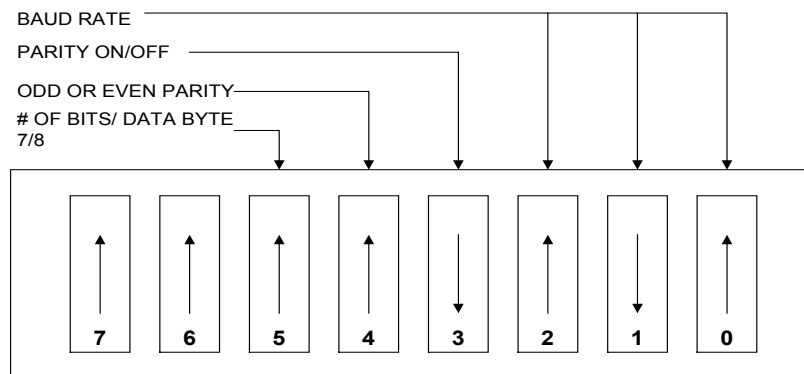 BAUD RATE
PARITY ON/OFF
ODD OR EVEN PARITY
# OF BITS/ DATA BYTE
7/8
7 6 5 4 3 2 1 0